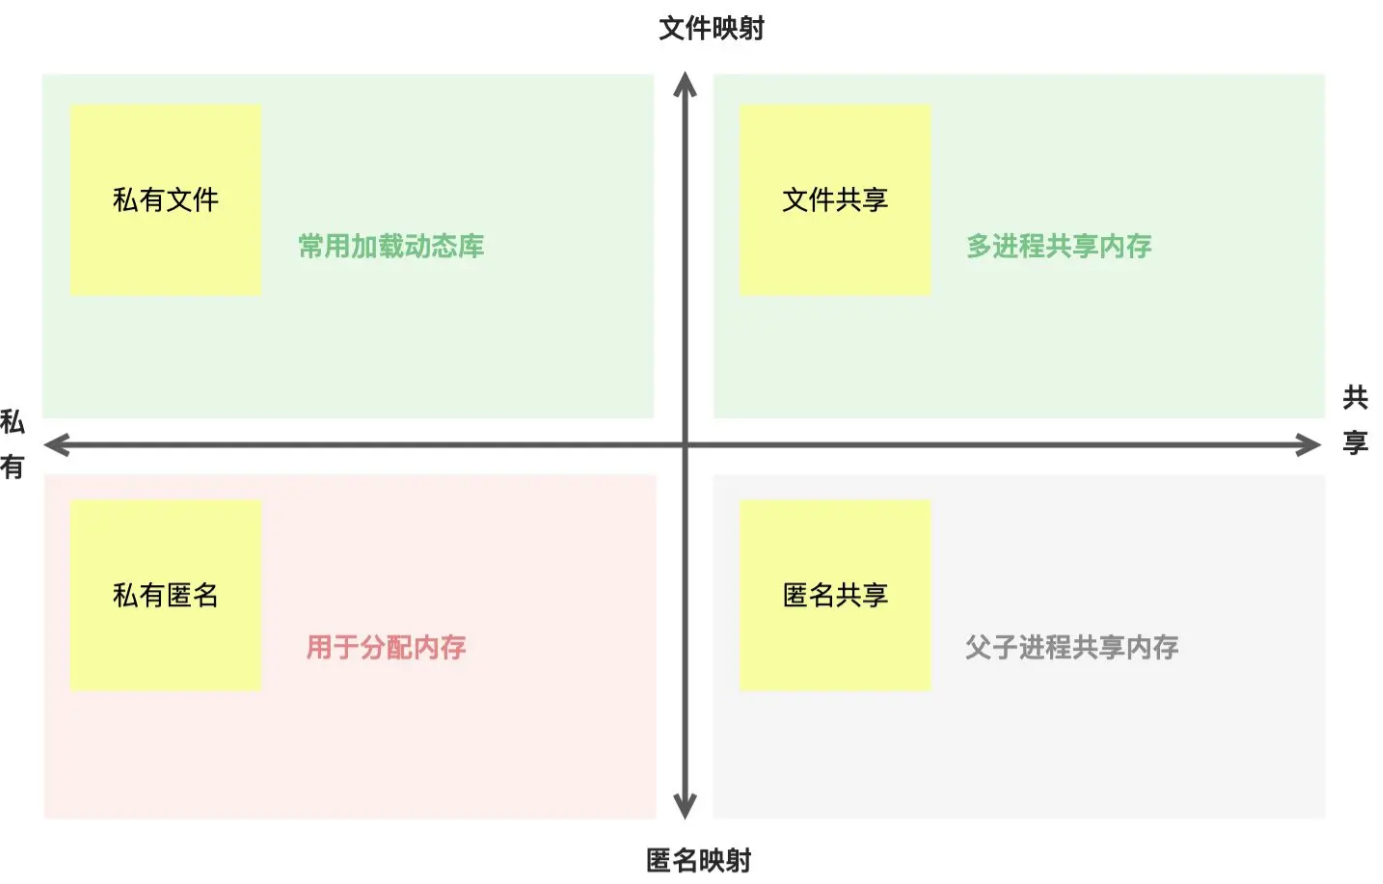 文件映射
私有文件
常用加载动态库
文件共享
多进程共享内存
私
有
共
享
私有匿名
用于分配内存
匿名共享
父子进程共享内存
匿名映射